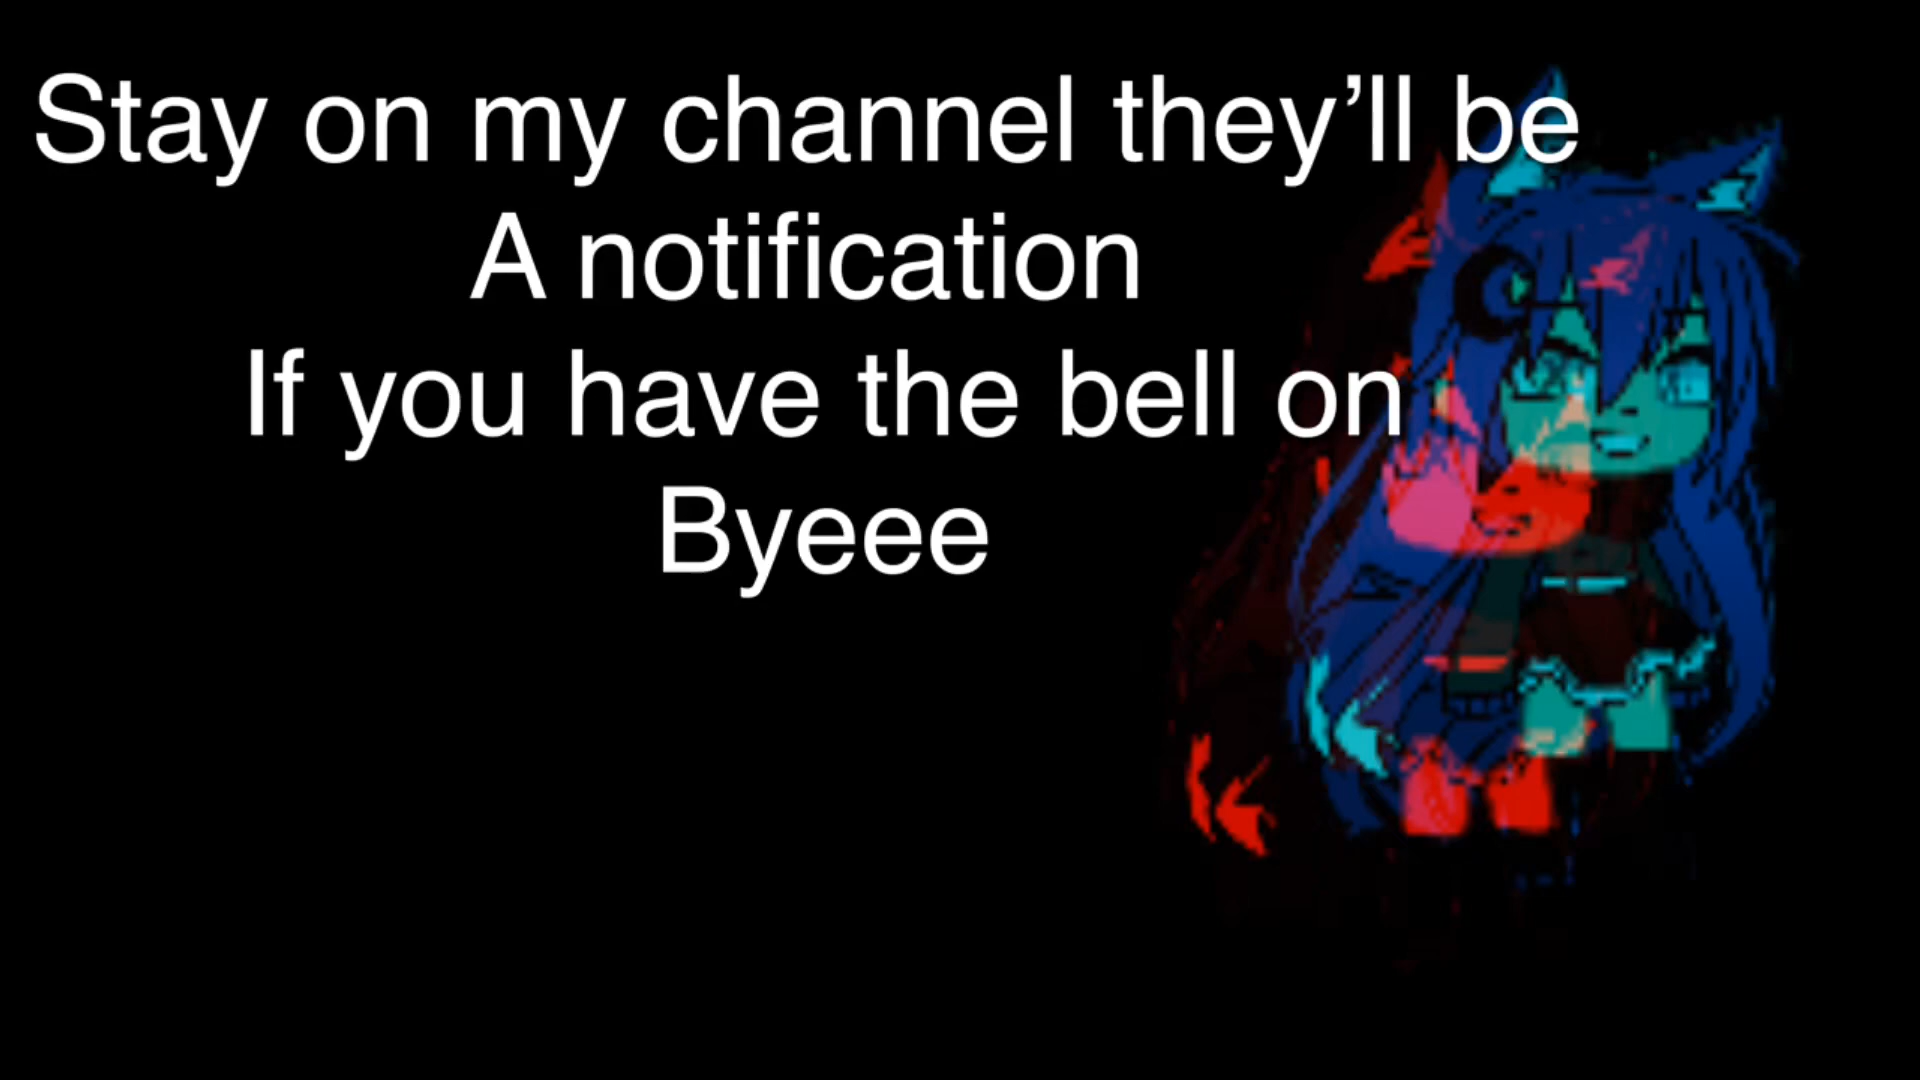 Stay on my channel they’ll be
A notification
If you have the bell on
Byeee